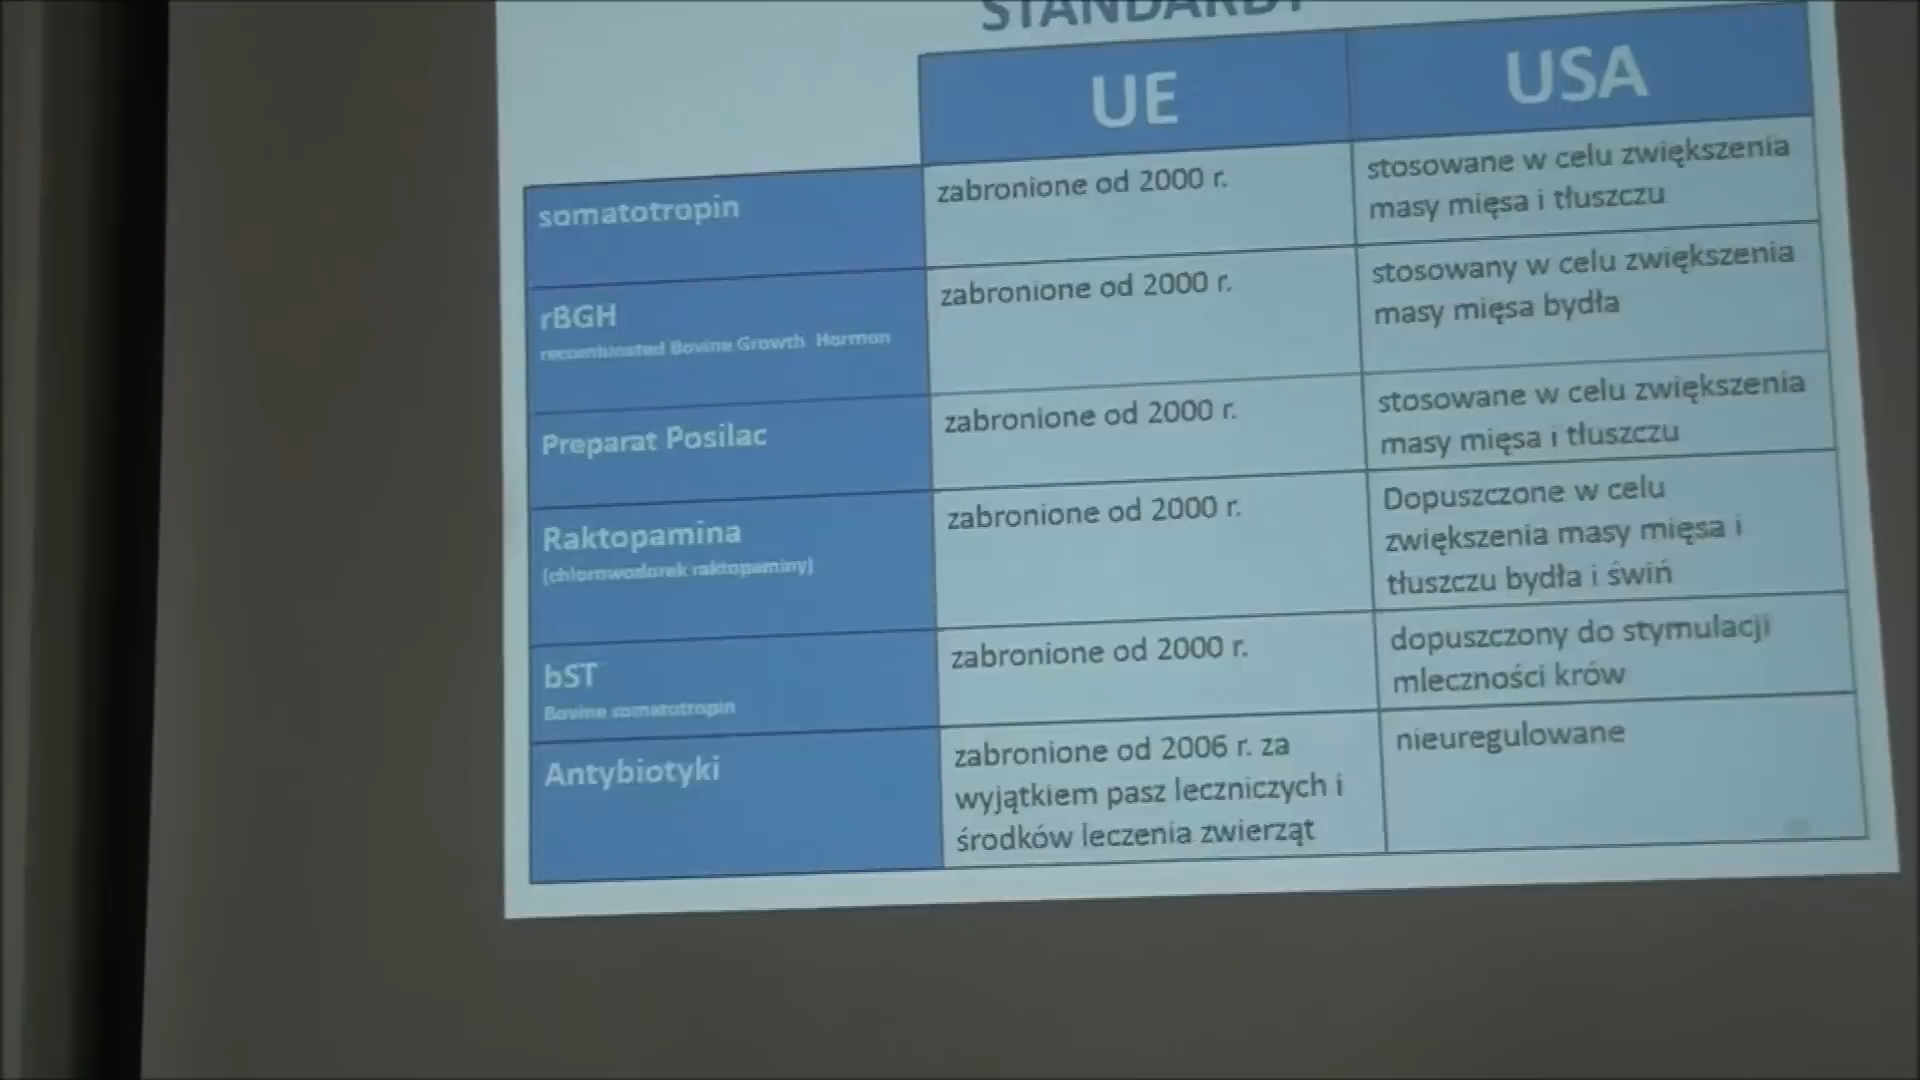 STANDARDY
UE
USA
somatotropin
zabronione od 2000 r.
stosowane w celu zwiększenia
masy mięsa i tłuszczu
rBGH
recombinated Bovine Growth Hormon
zabronione od 2000 r.
stosowany w celu zwiększenia
masy mięsa bydła
Preparat Posilac
zabronione od 2000 r.
stosowane w celu zwiększenia
masy mięsa i tłuszczu
Raktopamina
(chlorowodorek raktopaminy)
zabronione od 2000 r.
Dopuszczone w celu
zwiększenia masy mięsa i
tłuszczu bydła i świń
bST
Bovine somatotropin
zabronione od 2000 r.
dopuszczony do stymulacji
mleczności krów
Antybiotyki
zabronione od 2006 r. za
wyjątkiem pasz leczniczych i
środków leczenia zwierząt
nieuregulowane